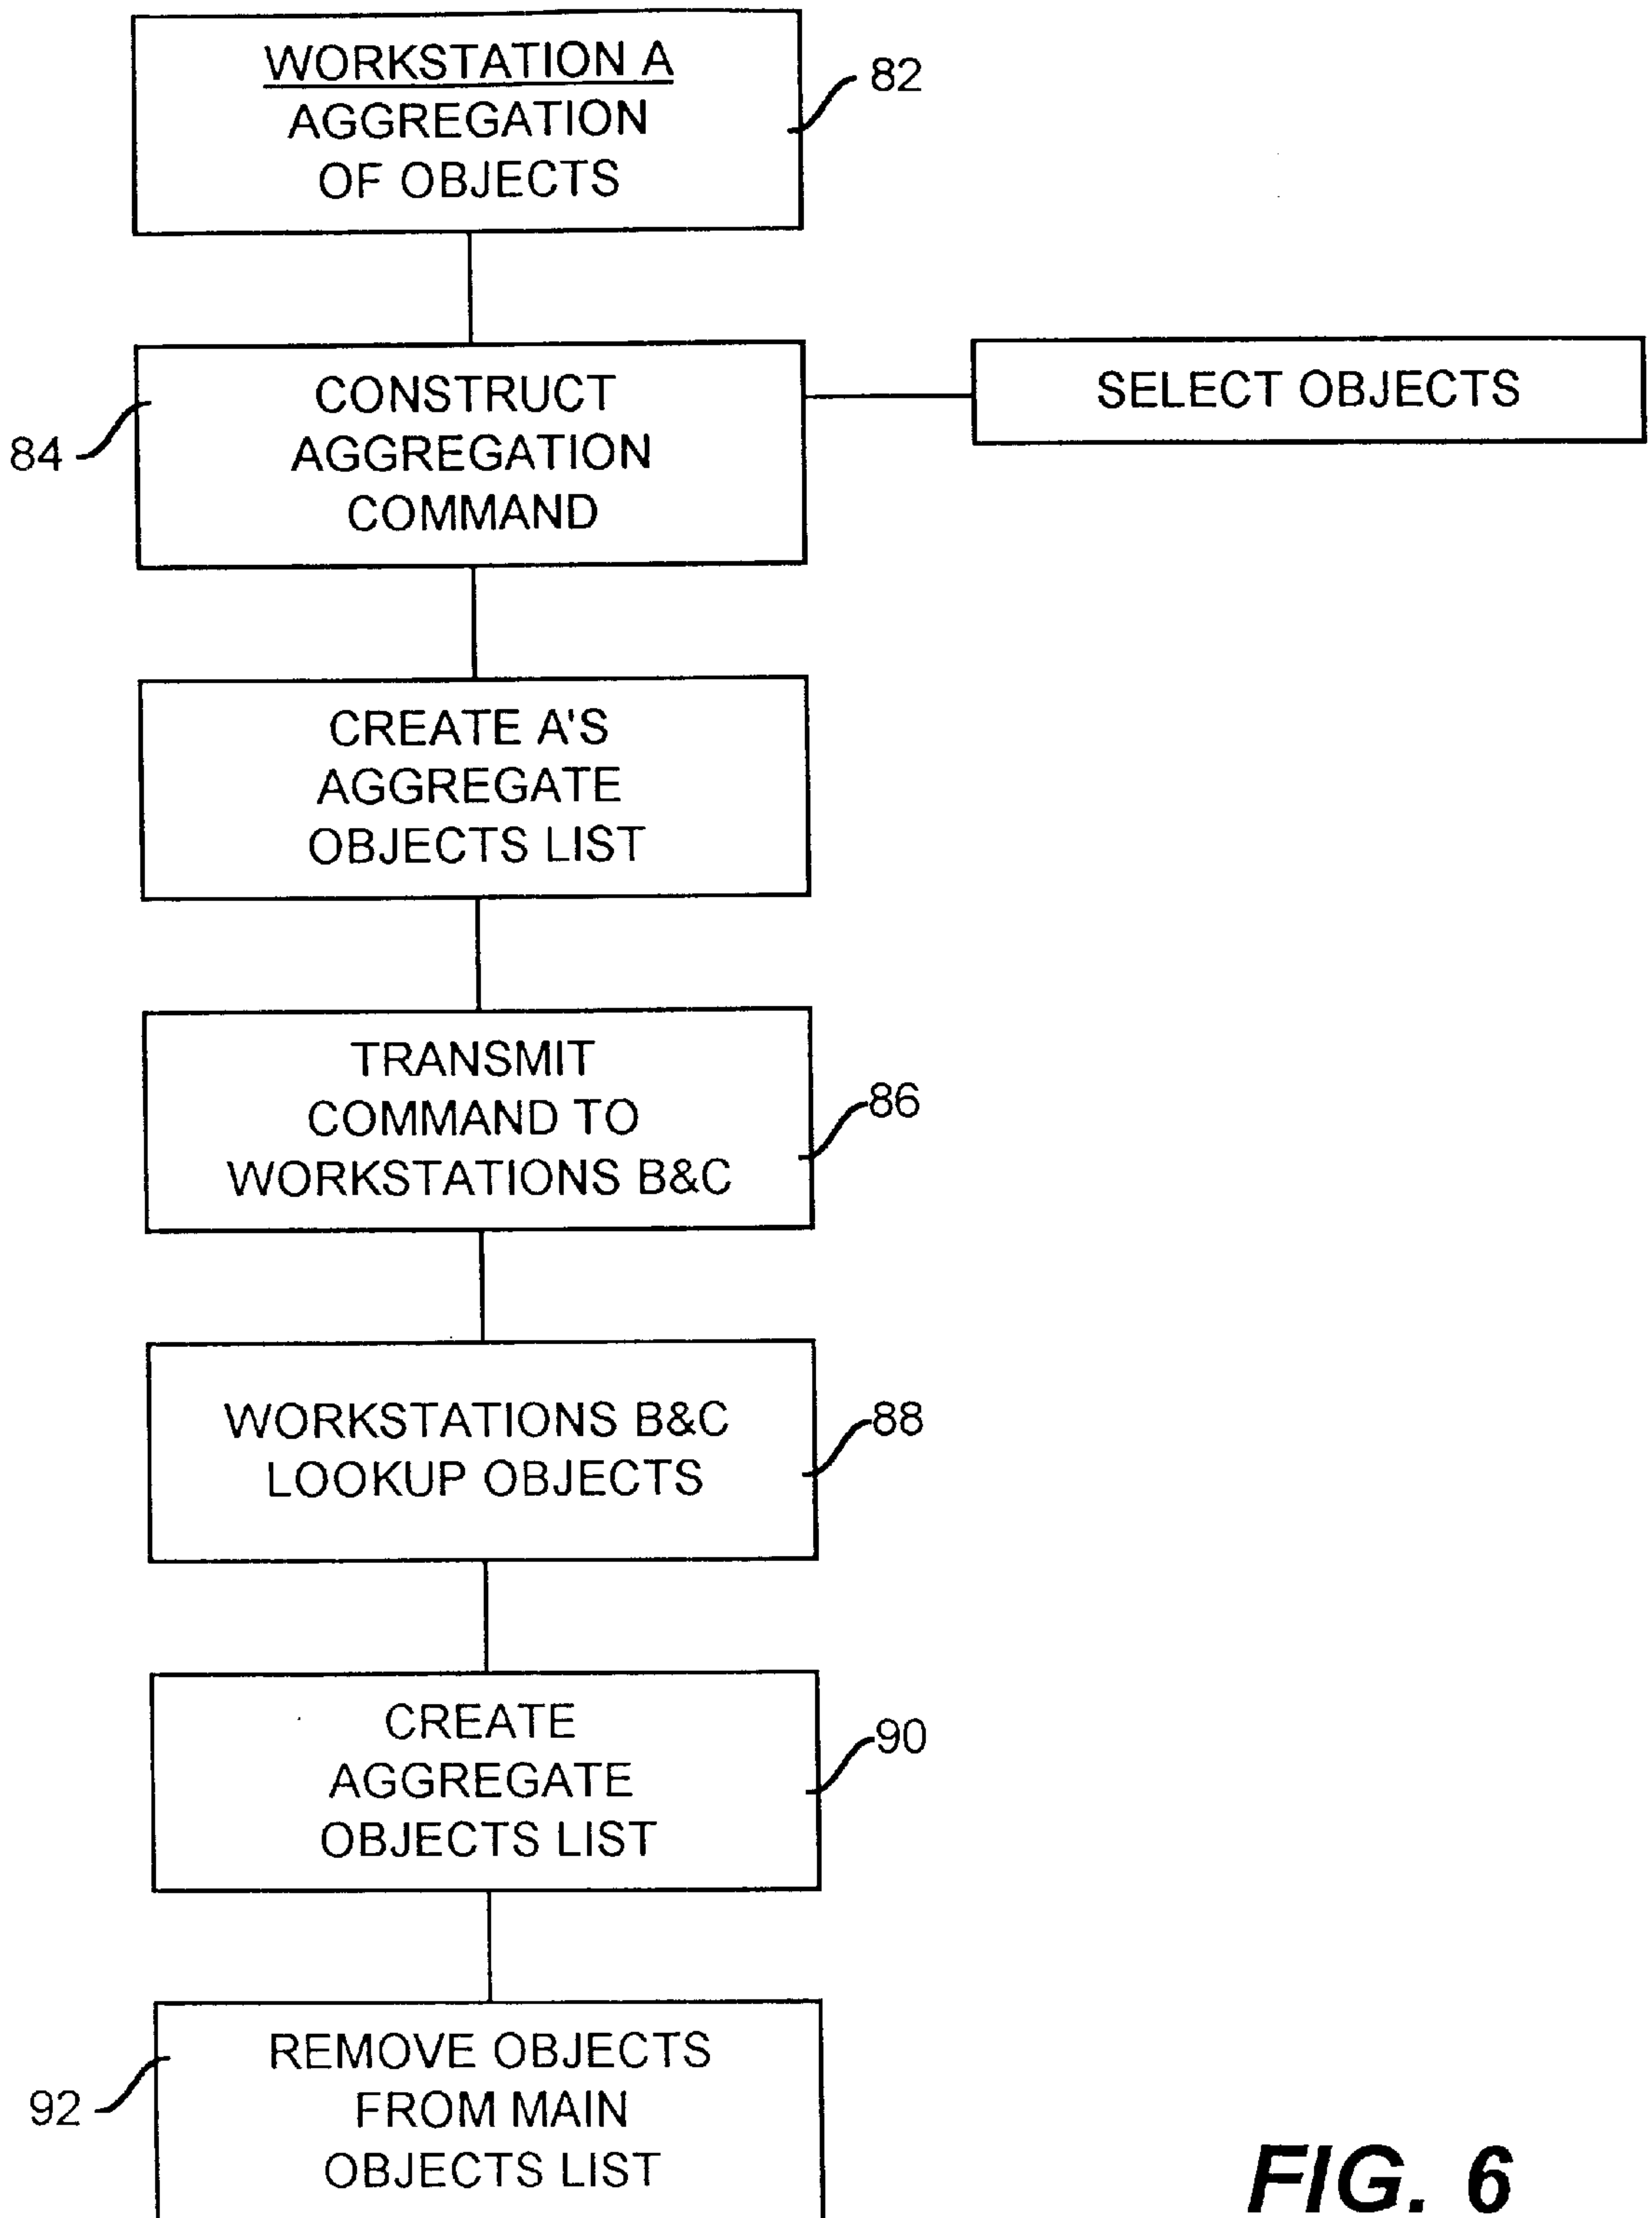 WORKSTATION A
AGGREGATION
OF OBJECTS
82
CONSTRUCT
AGGREGATION
COMMAND
84
SELECT OBJECTS
CREATE A'S
AGGREGATE
OBJECTS LIST
TRANSMIT
COMMAND TO
WORKSTATIONS B&C
86
WORKSTATIONS B&C
LOOKUP OBJECTS
88
CREATE
AGGREGATE
OBJECTS LIST
90
REMOVE OBJECTS
FROM MAIN
OBJECTS LIST
92
FIG. 6